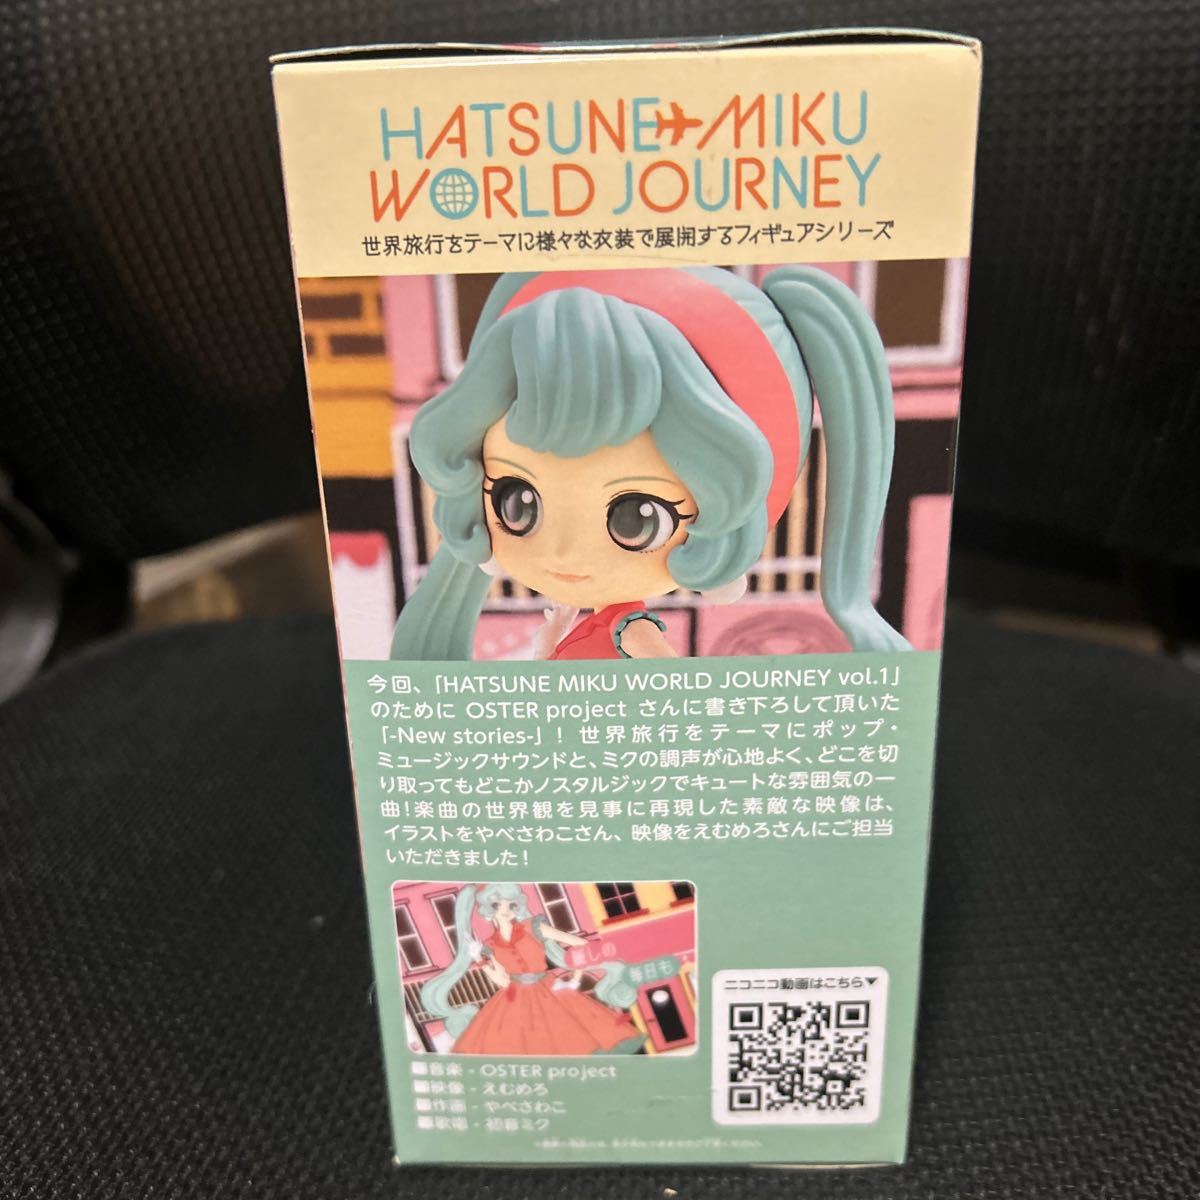 HATSUNE MIKU
WORLD JOURNEY
世界旅行をテーマに様々な衣装で展開するフィギュアシリーズ
今回、「HATSUNE MIKU WORLD JOURNEY vol.1」
のために OSTER project さんに書き下ろして頂いた
「-New stories-」！世界旅行をテーマにポップ・
ミュージックサウンドと、ミクの調声が心地よく、どこを切
り取ってもどこかノスタルジックでキュートな雰囲気の一
曲！楽曲の世界観を見事に再現した素敵な映像は、
イラストをやべさわこさん、映像をえむめろさんにご担当
いただきました！
しの
毎日も
ニコニコ動画はこちら▼
■音楽 - OSTER project
■映像 - えむめろ
■作画 - やべさわこ
■歌唱 - 初音ミク